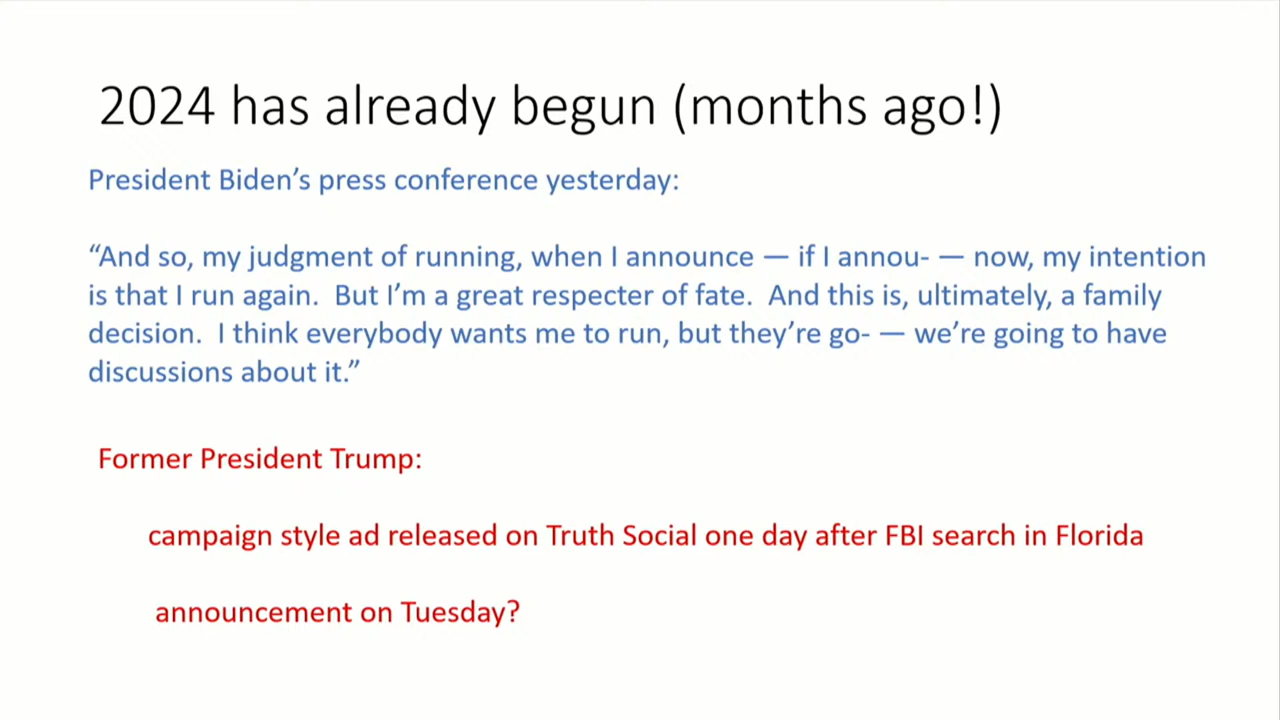 2024 has already begun (months ago!)
President Biden’s press conference yesterday:
“And so, my judgment of running, when I announce — if I annou- — now, my intention
is that I run again.  But I’m a great respecter of fate.  And this is, ultimately, a family
decision.  I think everybody wants me to run, but they’re go- — we’re going to have
discussions about it.”
Former President Trump:
campaign style ad released on Truth Social one day after FBI search in Florida
announcement on Tuesday?